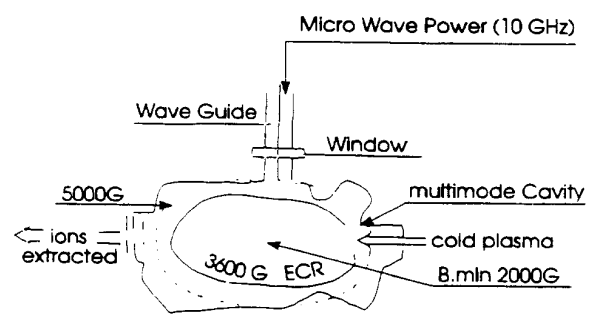 Micro Wave Power (10 GHz)
Wave Guide
Window
5000G
multimode Cavity
ions
extracted
cold plasma
3600 G ECR
B.min 2000G